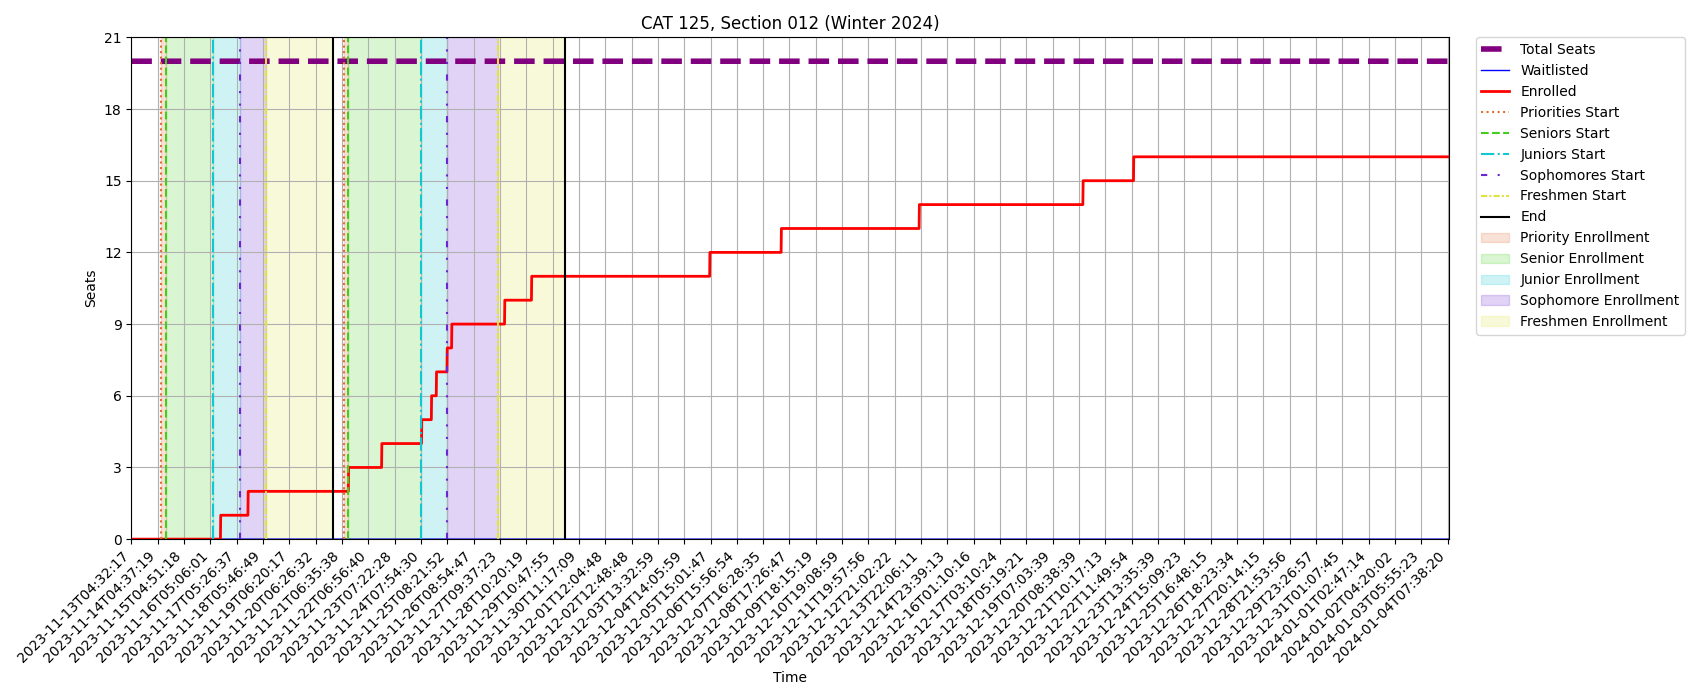 CAT 125, Section 012 (Winter 2024)
21
18
15
12
9
6
3
0
Seats
2023-11-13T04:32:17
2023-11-14T04:37:19
2023-11-15T04:51:18
2023-11-16T05:06:01
2023-11-17T05:26:37
2023-11-18T05:46:49
2023-11-19T06:20:17
2023-11-20T06:26:32
2023-11-21T06:35:38
2023-11-22T06:56:40
2023-11-23T07:22:28
2023-11-24T07:54:30
2023-11-25T08:21:52
2023-11-26T08:54:47
2023-11-27T09:37:23
2023-11-28T10:20:19
2023-11-29T10:47:55
2023-11-30T11:17:09
2023-12-01T12:04:48
2023-12-02T12:48:48
2023-12-03T13:32:59
2023-12-04T14:05:59
2023-12-05T15:01:47
2023-12-06T15:56:54
2023-12-07T16:28:35
2023-12-08T17:26:47
2023-12-09T18:15:19
2023-12-10T19:08:59
2023-12-11T19:57:56
2023-12-12T21:02:22
2023-12-13T22:06:11
2023-12-14T23:39:13
2023-12-16T01:10:16
2023-12-17T03:10:24
2023-12-18T05:19:21
2023-12-19T07:03:39
2023-12-20T08:38:39
2023-12-21T10:17:13
2023-12-22T11:49:54
2023-12-23T13:35:39
2023-12-24T15:09:23
2023-12-25T16:48:15
2023-12-26T18:23:34
2023-12-27T20:14:15
2023-12-28T21:53:56
2023-12-29T23:26:57
2023-12-31T01:07:45
2024-01-01T02:47:14
2024-01-02T04:20:02
2024-01-03T05:55:23
2024-01-04T07:38:20
Time
Total Seats
Waitlisted
Enrolled
Priorities Start
Seniors Start
Juniors Start
Sophomores Start
Freshmen Start
End
Priority Enrollment
Senior Enrollment
Junior Enrollment
Sophomore Enrollment
Freshmen Enrollment